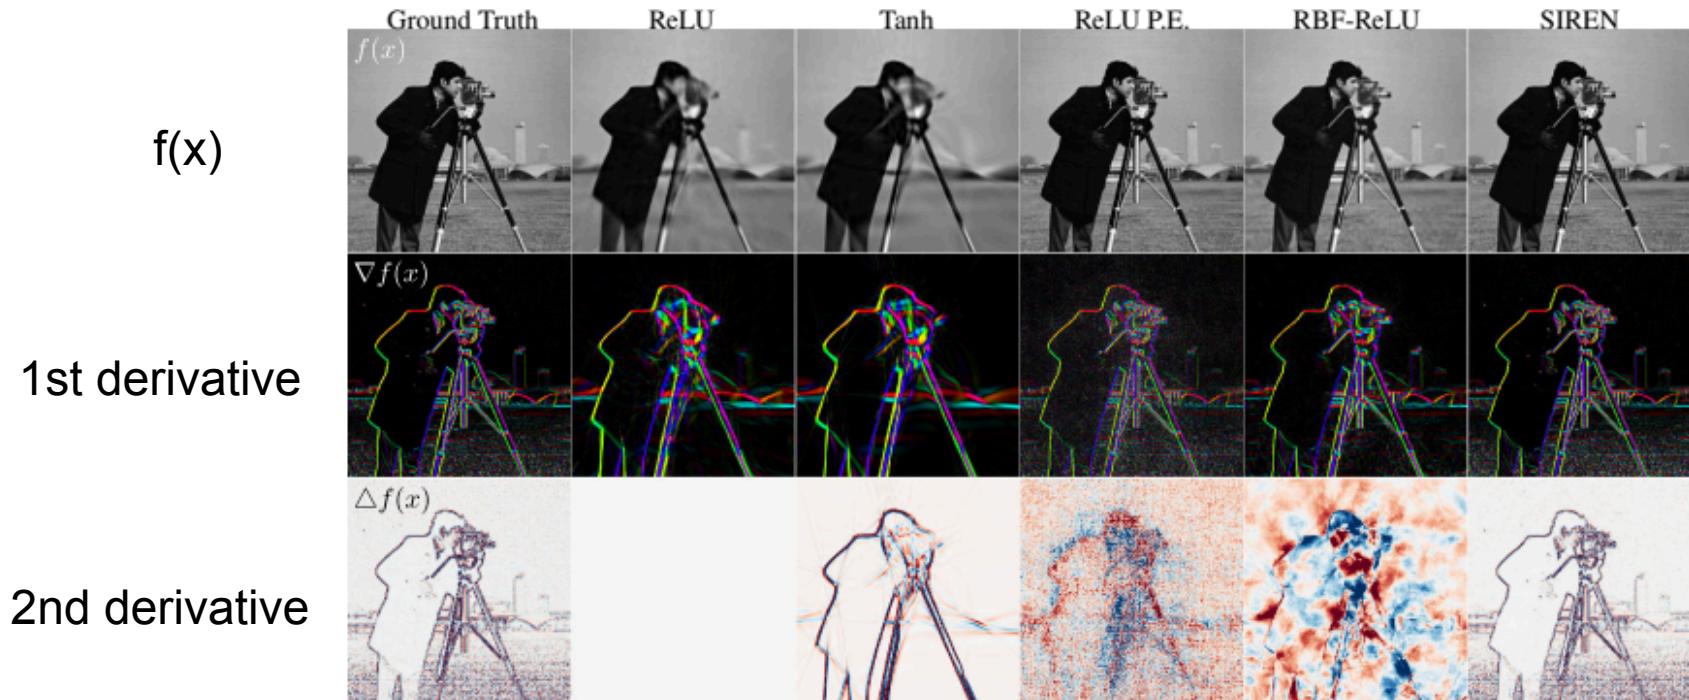 Ground Truth ReLU Tanh ReLU P.E. RBF-ReLU SIREN
f(x)
f(x)
∇f(x)
1st derivative
△f(x)
2nd derivative